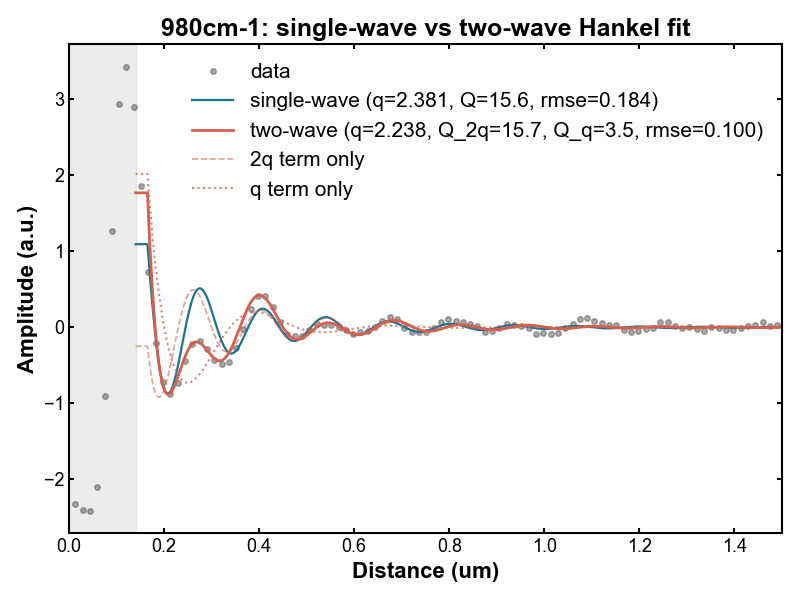 980cm-1: single-wave vs two-wave Hankel fit
data
single-wave (q=2.381, Q=15.6, rmse=0.184)
two-wave (q=2.238, Q_2q=15.7, Q_q=3.5, rmse=0.100)
2q term only
q term only
Amplitude (a.u.)
3
2
1
0
−1
−2
0.0 0.2 0.4 0.6 0.8 1.0 1.2 1.4
Distance (um)